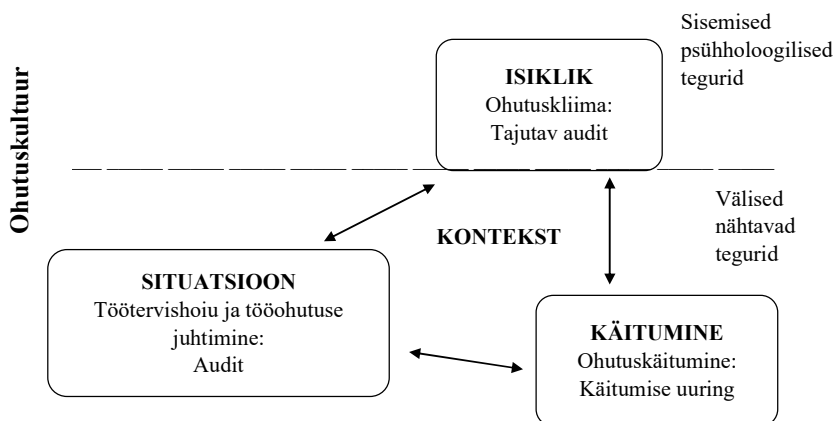 Ohutuskultuur
Sisemised
psühholoogilised
tegurid
ISIKLIK
Ohutuskliima:
Tajutav audit
Välised
nähtavad
tegurid
KONTEKST
SITUATSIOON
Töötervishoiu ja tööohutuse
juhtimine:
Audit
KÄITUMINE
Ohutuskäitumine:
Käitumise uuring